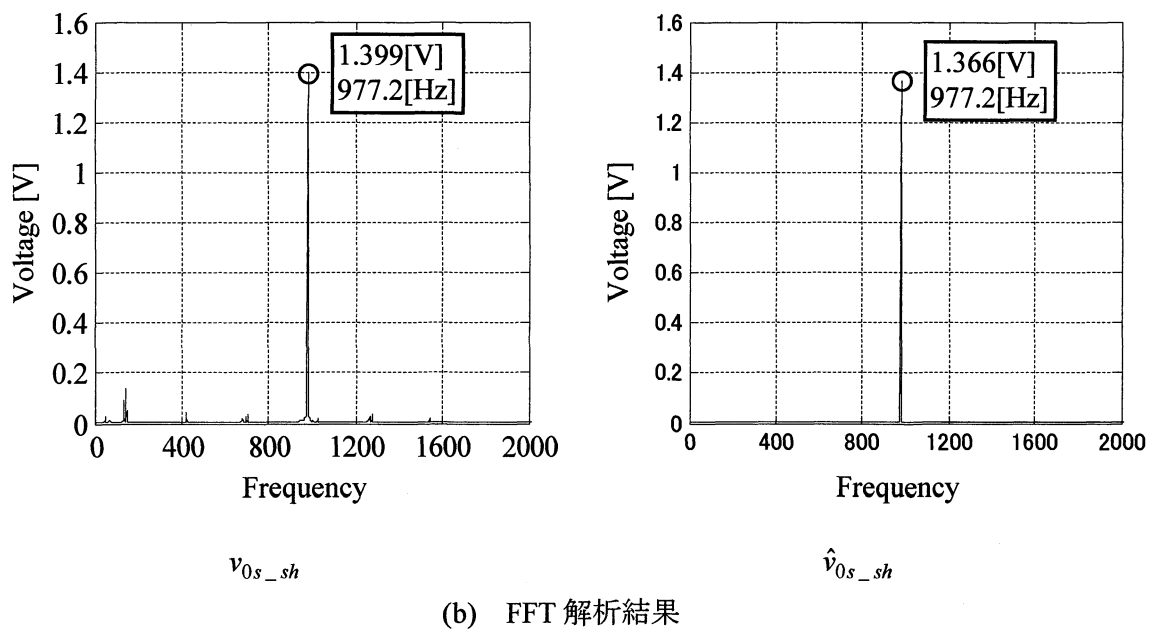 1.6
1.4
1.2
1
0.8
0.6
0.4
0.2
0
Voltage [V]
1.399[V]
977.2[Hz]
0 400 800 1200 1600 2000
Frequency
v0s_sh
1.6
1.4
1.2
1
0.8
0.6
0.4
0.2
0
Voltage [V]
1.366[V]
977.2[Hz]
0 400 800 1200 1600 2000
Frequency
v̂0s_sh
(b) FFT 解析結果